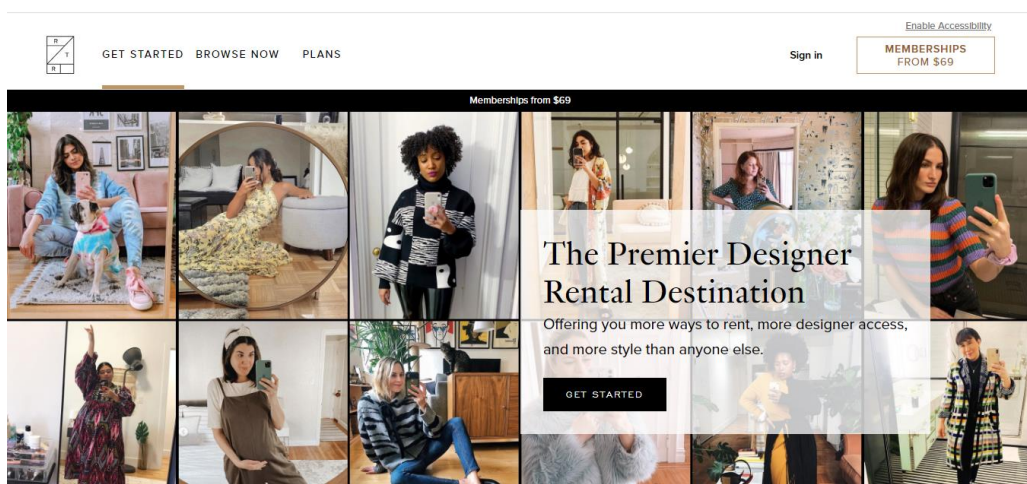 Enable Accessibility
R
T
R
GET STARTED BROWSE NOW PLANS
Sign in
MEMBERSHIPS
FROM $69
Memberships from $69
The Premier Designer
Rental Destination
Offering you more ways to rent, more designer access,
and more style than anyone else.
GET STARTED